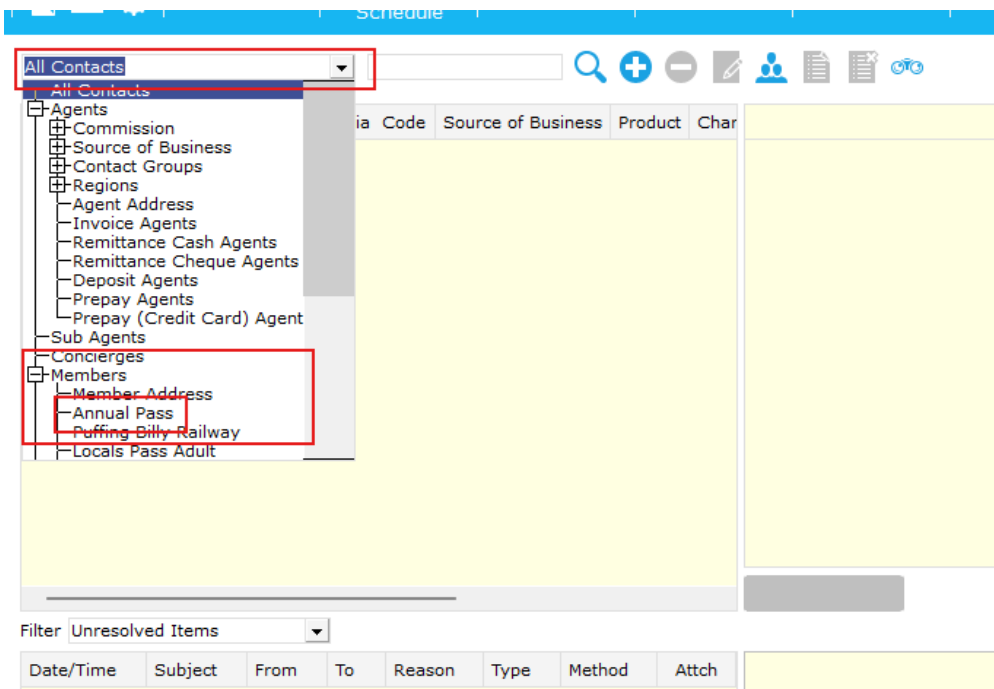 Schedule
All Contacts
All Contacts
Agents
Commission
Source of Business
Contact Groups
Regions
Agent Address
Invoice Agents
Remittance Cash Agents
Remittance Cheque Agents
Deposit Agents
Prepay Agents
Prepay (Credit Card) Agent
Sub Agents
Concierges
Members
Member Address
Annual Pass
Puffing Billy Railway
Locals Pass Adult
ia Code Source of Business Product Char
Filter Unresolved Items
Date/Time Subject From To Reason Type Method Attch